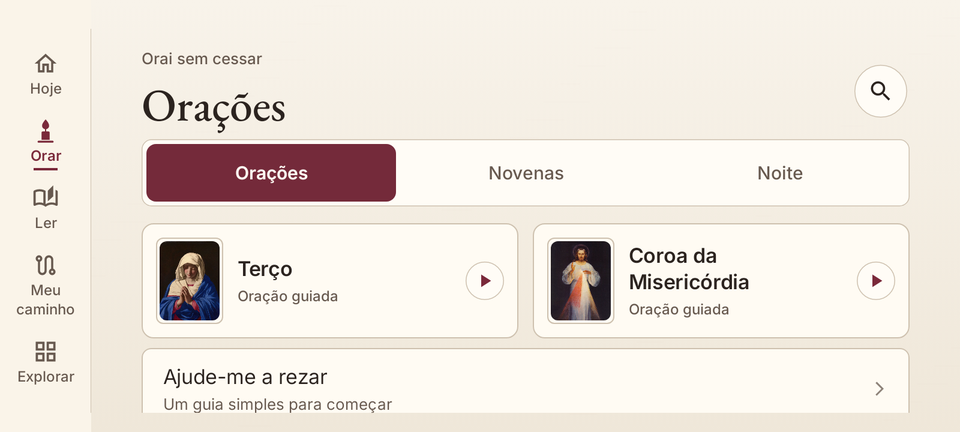 Hoje
Orar
Ler
Meu
caminho
Explorar
Orai sem cessar
Orações
Orações
Novenas
Noite
Terço
Oração guiada
Coroa da
Misericórdia
Oração guiada
Ajude-me a rezar
Um guia simples para começar